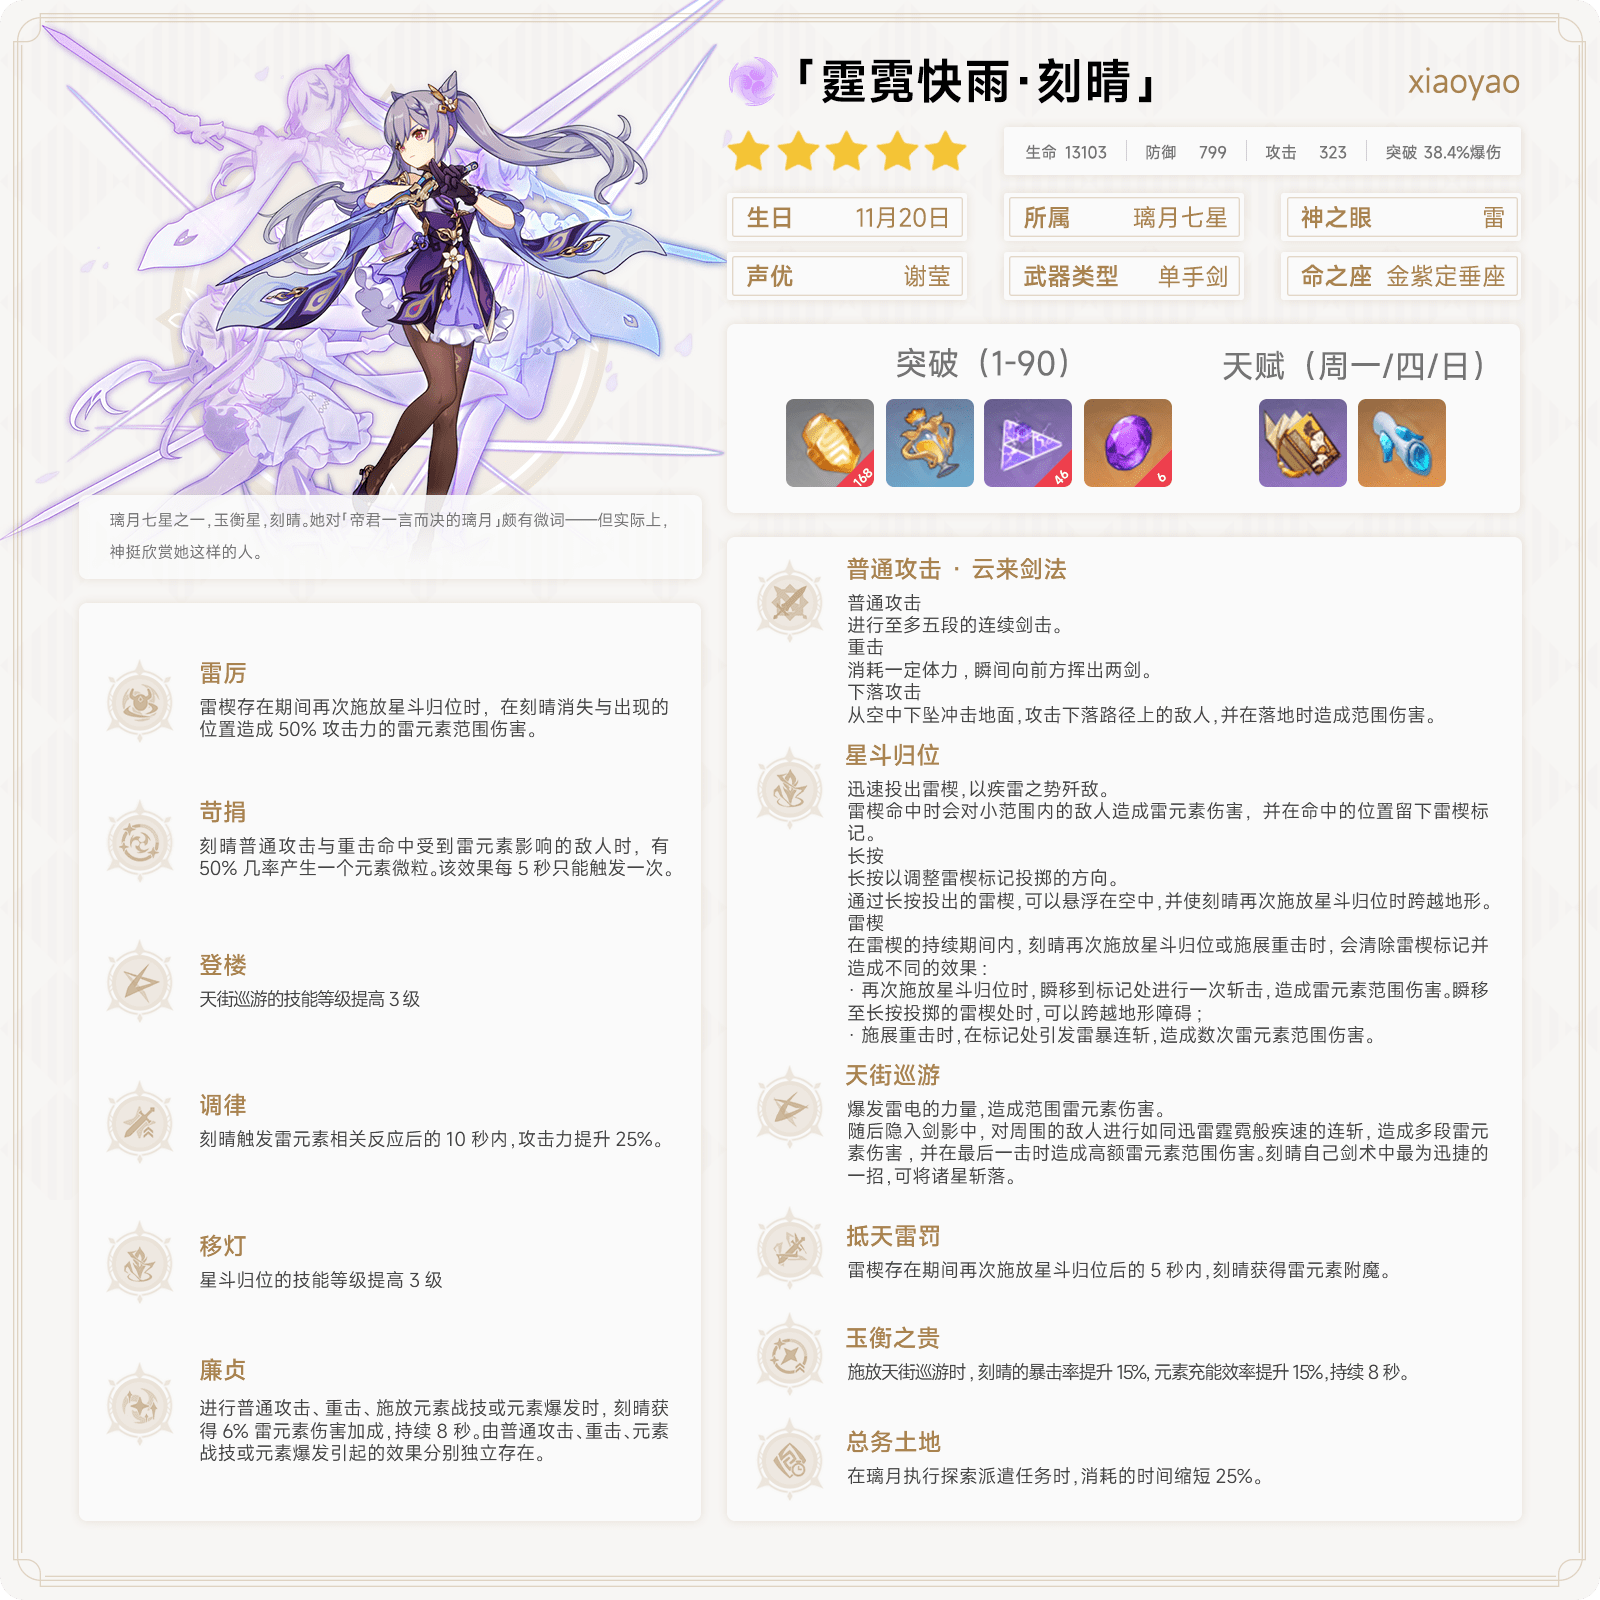 「霆霓快雨·刻晴」
xiaoyao
生命 13103 防御 799 攻击 323 突破 38.4%爆伤
生日 11月20日 所属 璃月七星 神之眼 雷
声优 谢莹 武器类型 单手剑 命之座 金紫定垂座
突破（1-90） 天赋（周一/四/日）
168 46 6
璃月七星之一,玉衡星,刻晴。她对「帝君一言而决的璃月」颇有微词——但实际上,
神挺欣赏她这样的人。
雷厉
雷楔存在期间再次施放星斗归位时, 在刻晴消失与出现的
位置造成 50% 攻击力的雷元素范围伤害。
苛捐
刻晴普通攻击与重击命中受到雷元素影响的敌人时, 有
50% 几率产生一个元素微粒。该效果每 5 秒只能触发一次。
登楼
天街巡游的技能等级提高 3 级
调律
刻晴触发雷元素相关反应后的 10 秒内,攻击力提升 25%。
移灯
星斗归位的技能等级提高 3 级
廉贞
进行普通攻击、重击、施放元素战技或元素爆发时, 刻晴获
得 6% 雷元素伤害加成,持续 8 秒。由普通攻击、重击、元素
战技或元素爆发引起的效果分别独立存在。
普通攻击 · 云来剑法
普通攻击
进行至多五段的连续剑击。
重击
消耗一定体力 , 瞬间向前方挥出两剑。
下落攻击
从空中下坠冲击地面,攻击下落路径上的敌人,并在落地时造成范围伤害。
星斗归位
迅速投出雷楔,以疾雷之势歼敌。
雷楔命中时会对小范围内的敌人造成雷元素伤害, 并在命中的位置留下雷楔标
记。
长按
长按以调整雷楔标记投掷的方向。
通过长按投出的雷楔,可以悬浮在空中,并使刻晴再次施放星斗归位时跨越地形。
雷楔
在雷楔的持续期间内, 刻晴再次施放星斗归位或施展重击时, 会清除雷楔标记并
造成不同的效果 :
· 再次施放星斗归位时, 瞬移到标记处进行一次斩击, 造成雷元素范围伤害。瞬移
至长按投掷的雷楔处时,可以跨越地形障碍 ;
· 施展重击时,在标记处引发雷暴连斩,造成数次雷元素范围伤害。
天街巡游
爆发雷电的力量,造成范围雷元素伤害。
随后隐入剑影中, 对周围的敌人进行如同迅雷霆霓般疾速的连斩, 造成多段雷元
素伤害 , 并在最后一击时造成高额雷元素范围伤害。刻晴自己剑术中最为迅捷的
一招,可将诸星斩落。
抵天雷罚
雷楔存在期间再次施放星斗归位后的 5 秒内,刻晴获得雷元素附魔。
玉衡之贵
施放天街巡游时 , 刻晴的暴击率提升 15%, 元素充能效率提升 15%,持续 8 秒。
总务土地
在璃月执行探索派遣任务时,消耗的时间缩短 25%。